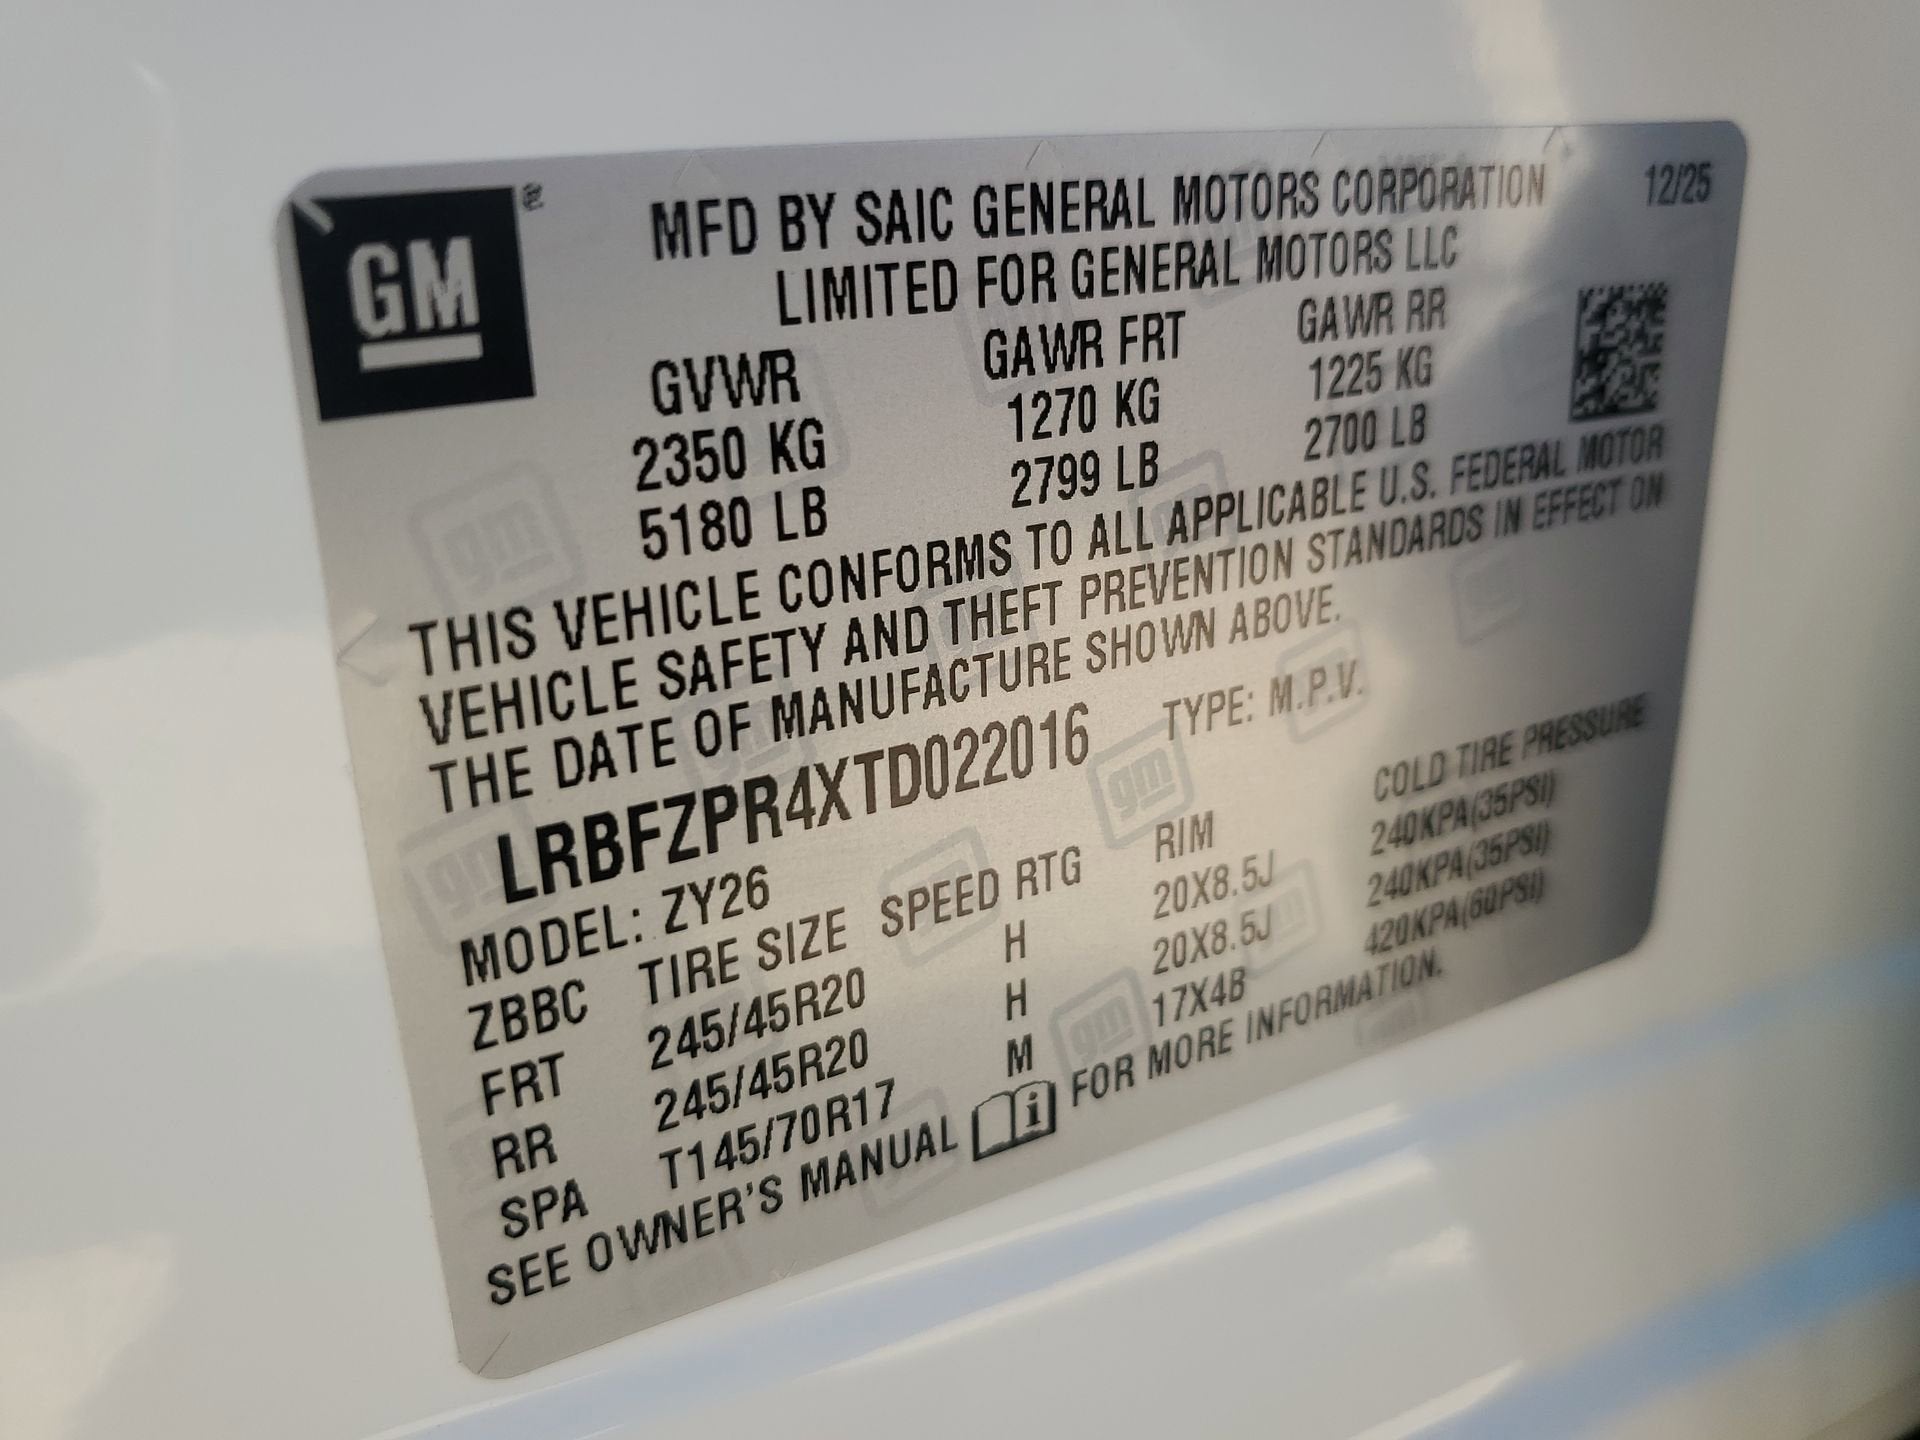 GM ®
MFD BY SAIC GENERAL MOTORS CORPORATION 12/25
LIMITED FOR GENERAL MOTORS LLC
GVWR GAWR FRT GAWR RR
2350 KG 1270 KG 1225 KG
5180 LB 2799 LB 2700 LB
THIS VEHICLE CONFORMS TO ALL APPLICABLE U.S. FEDERAL MOTOR
VEHICLE SAFETY AND THEFT PREVENTION STANDARDS IN EFFECT ON
THE DATE OF MANUFACTURE SHOWN ABOVE.
LRBFZPR4XTD022016 TYPE: M.P.V.
MODEL: ZY26
ZBBC TIRE SIZE SPEED RTG RIM COLD TIRE PRESSURE
FRT 245/45R20 H 20X8.5J 240KPA(35PSI)
RR 245/45R20 H 20X8.5J 240KPA(35PSI)
SPA T145/70R17 M 17X4B 420KPA(60PSI)
SEE OWNER'S MANUAL i FOR MORE INFORMATION.